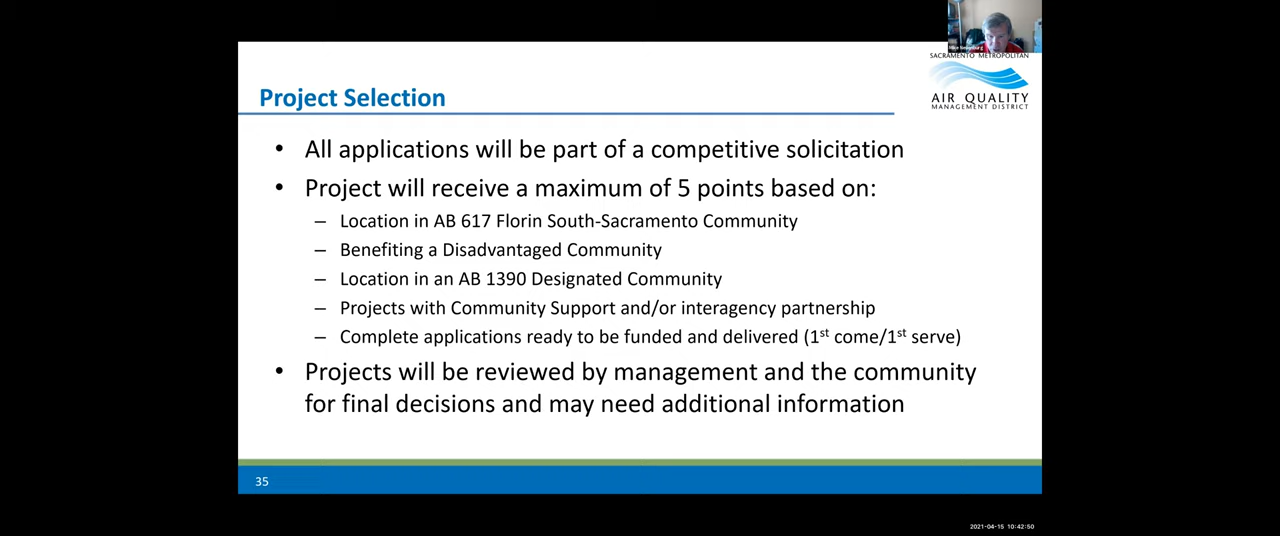 SACRAMENTO METROPOLITAN
AIR QUALITY
MANAGEMENT DISTRICT
Project Selection
• All applications will be part of a competitive solicitation
• Project will receive a maximum of 5 points based on:
– Location in AB 617 Florin South-Sacramento Community
– Benefiting a Disadvantaged Community
– Location in an AB 1390 Designated Community
– Projects with Community Support and/or interagency partnership
– Complete applications ready to be funded and delivered (1st come/1st serve)
• Projects will be reviewed by management and the community
for final decisions and may need additional information
35
2021-04-15 10:42:50